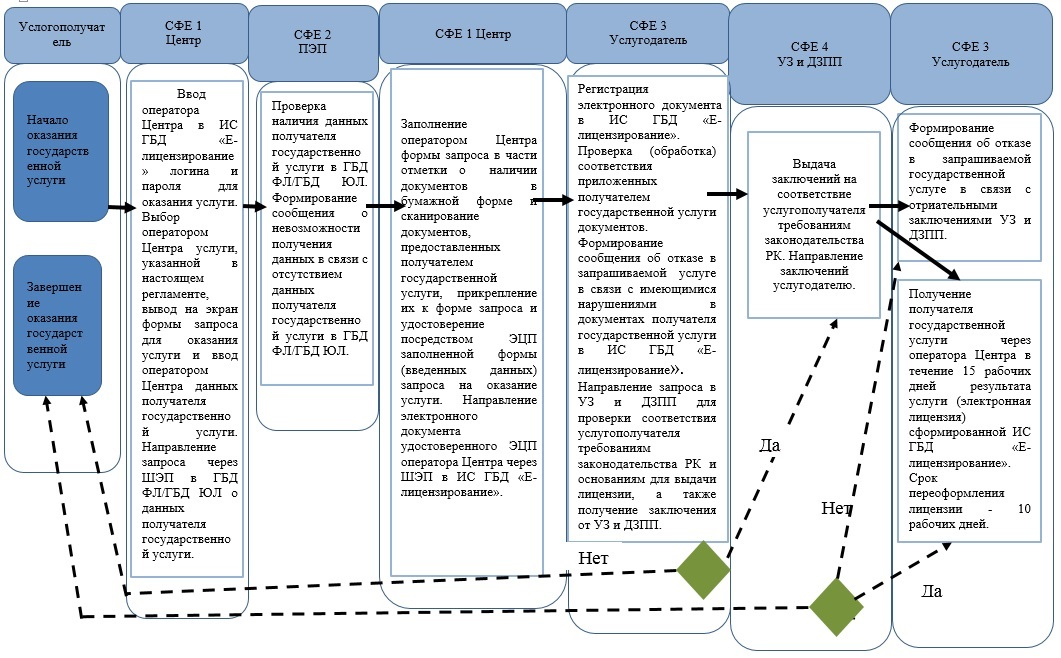 Услогополучат
ель
Начало
оказания
государств
енной
услуги
Завершен
ие
оказания
государст
венной
услуги
СФЕ 1
Центр
Ввод
оператора
Центра в ИС
ГБД «Е-
лицензирование
» логина и
пароля для
оказания услуги.
Выбор
оператором
Центра услуги,
указанной в
настоящем
регламенте,
вывод на экран
формы запроса
для оказания
услуги и ввод
оператором
Центра данных
получателя
государственно
й услуги.
Направление
запроса через
ШЭП в ГБД
ФЛ/ГБД ЮЛ о
данных
получателя
государственно
й услуги.
СФЕ 2
ПЭП
Проверка
наличия данных
получателя
государственно
й услуги в ГБД
ФЛ/ГБД ЮЛ.
Формирование
сообщения о
невозможности
получения
данных в связи с
отсутствием
данных
получателя
государственно
й услуги в ГБД
ФЛ/ГБД ЮЛ.
СФЕ 1 Центр
Заполнение
оператором Центра
формы запроса в части
отметки о наличии
документов в
бумажной форме и
сканирование
документов,
предоставленных
получателем
государственной
услуги, прикрепление
их к форме запроса и
удостоверение
посредством ЭЦП
заполненной формы
(введенных данных)
запроса на оказание
услуги. Направление
электронного
документа
удостоверенного ЭЦП
оператора Центра через
ШЭП в ИС ГБД «Е-
лицензирование».
СФЕ 3
Услугодатель
Регистрация
электронного документа
в ИС ГБД «Е-
лицензирование».
Проверка (обработка)
соответствия
приложенных
получателем
государственной услуги
документов.
Формирование
сообщения об отказе в
запрашиваемой услуге
в связи с имеющимися
нарушениями в
документах получателя
государственной услуги
в ИС ГБД «Е-
лицензирование».
Направление запроса в
УЗ и ДЗПП для
проверки соответствия
услугополучателя
требованиям
законодательства РК и
основаниям для выдачи
лицензии, а также
получение заключения
от УЗ и ДЗПП.
Нет
СФЕ 4
УЗ и ДЗПП
Выдача
заключений на
соответствие
услугополучателя
требованиям
законодательства
РК. Направление
заключений
услугодателю.
Да
Нет
СФЕ 3
Услугодатель
Формирование
сообщения об отказе
в запрашиваемой
государственной
услуге в связи с
отриательными
заключениями УЗ и
ДЗПП.
Получение
получателя
государственной
услуги через
оператора Центра в
течение 15 рабочих
дней результата
услуги (электронная
лицензия)
сформированной ИС
ГБД «Е-
лицензирование».
Срок
переоформления
лицензии - 10
рабочих дней.
Да